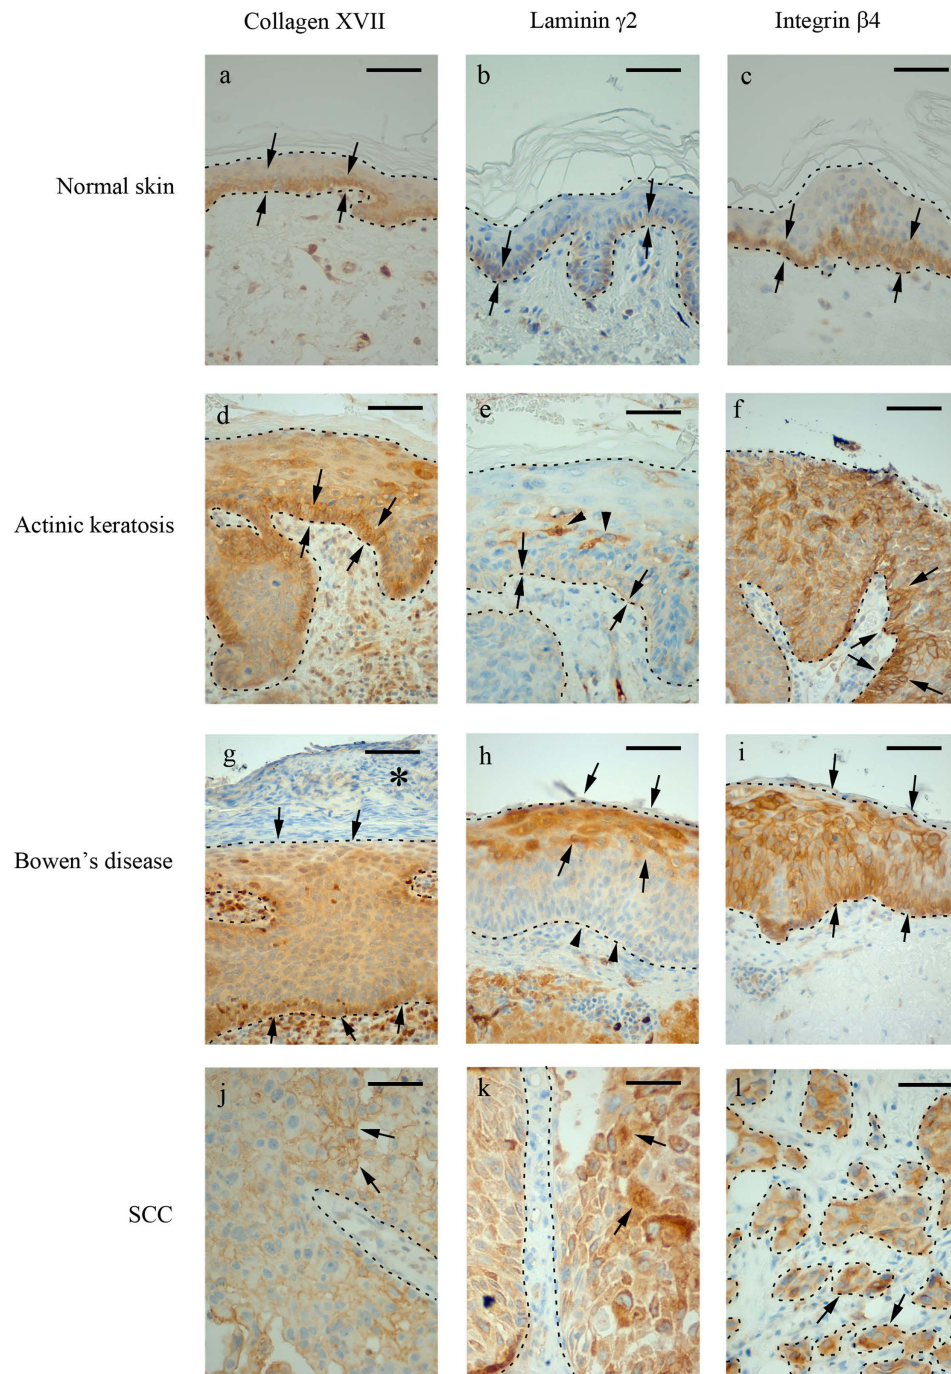 Collagen XVII Laminin γ2 Integrin β4
a b c
Normal skin
d e f
Actinic keratosis
g * h i
Bowen's disease
j k l
SCC